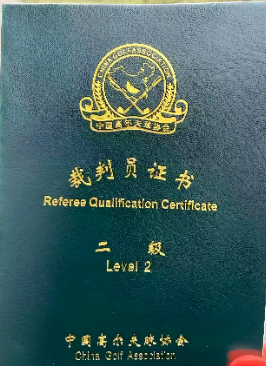 CHINA GOLF ASSOCIATION
中国高尔夫球协会
裁判员证书
Referee Qualification Certificate
二 级
Level 2
中国高尔夫球协会
China Golf Association